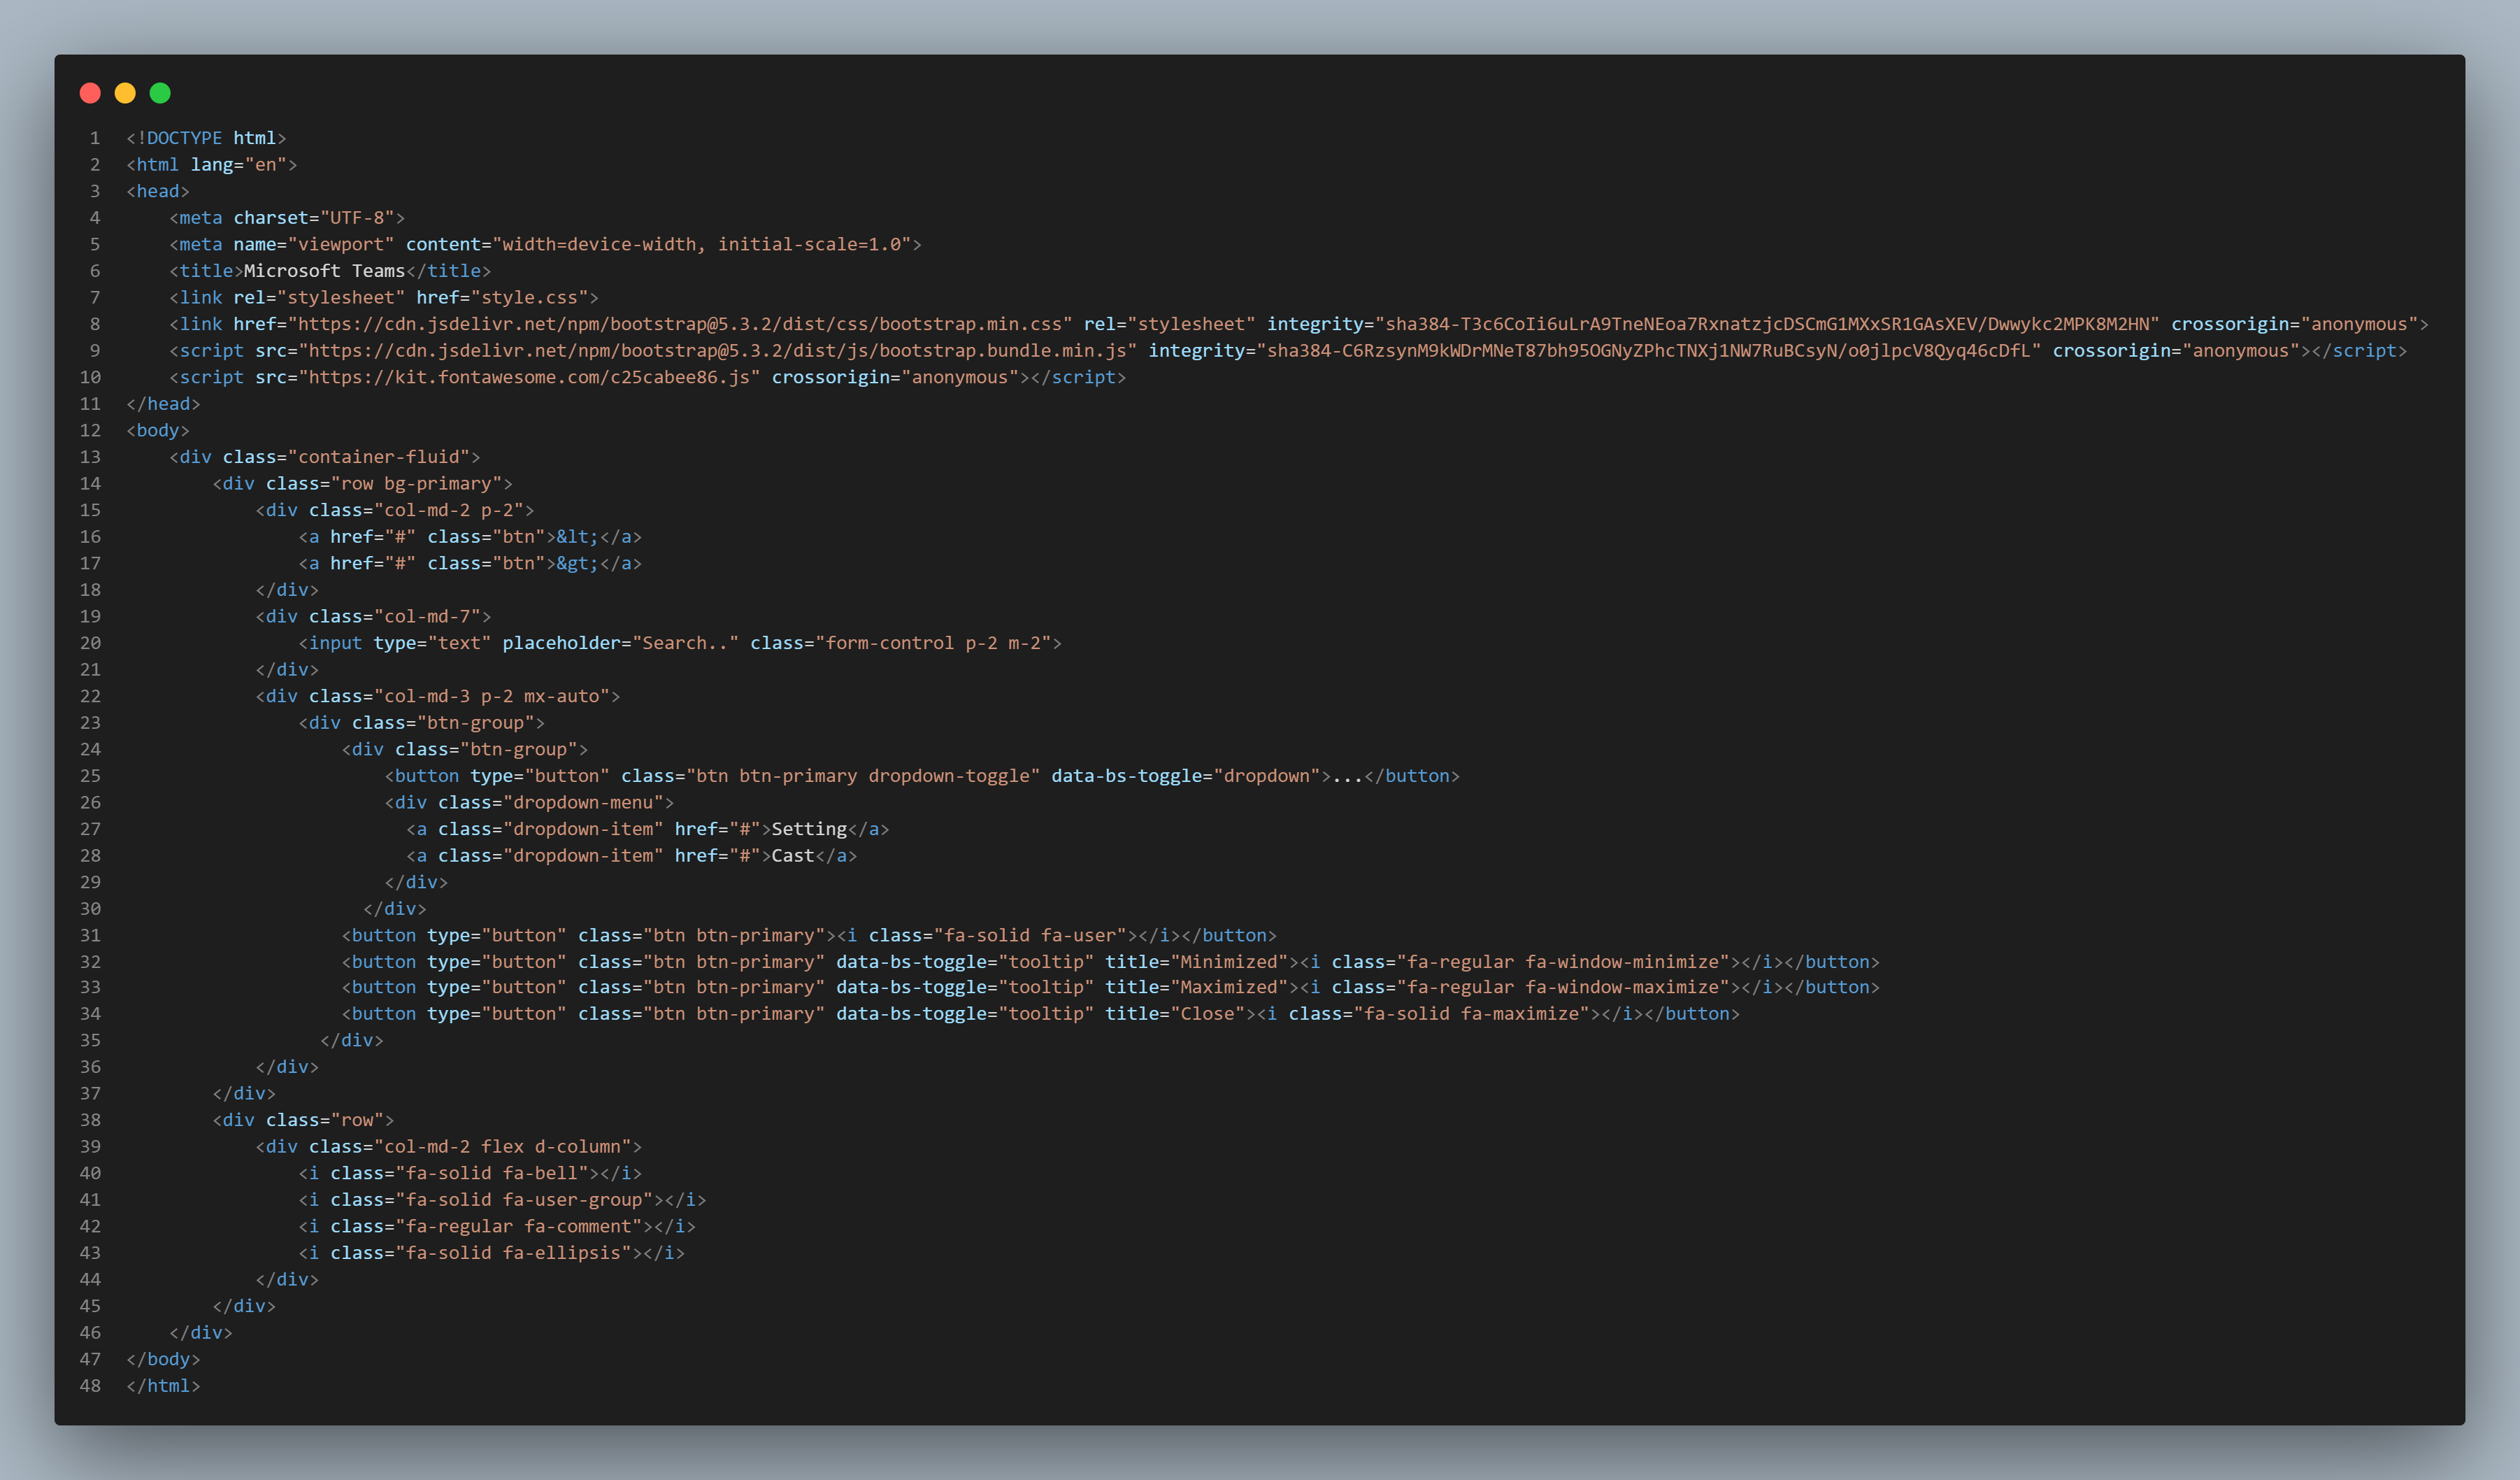 1 <!DOCTYPE html>
2 <html lang="en">
3 <head>
4     <meta charset="UTF-8">
5     <meta name="viewport" content="width=device-width, initial-scale=1.0">
6     <title>Microsoft Teams</title>
7     <link rel="stylesheet" href="style.css">
8     <link href="https://cdn.jsdelivr.net/npm/bootstrap@5.3.2/dist/css/bootstrap.min.css" rel="stylesheet" integrity="sha384-T3c6CoIi6uLrA9TneNEoa7RxnatzjcDSCmG1MXxSR1GAsXEV/Dwwykc2MPK8M2HN" crossorigin="anonymous">
9     <script src="https://cdn.jsdelivr.net/npm/bootstrap@5.3.2/dist/js/bootstrap.bundle.min.js" integrity="sha384-C6RzsynM9kWDrMNeT87bh95OGNyZPhcTNXj1NW7RuBCsyN/o0jlpcV8Qyq46cDfL" crossorigin="anonymous"></script>
10     <script src="https://kit.fontawesome.com/c25cabee86.js" crossorigin="anonymous"></script>
11 </head>
12 <body>
13     <div class="container-fluid">
14         <div class="row bg-primary">
15             <div class="col-md-2 p-2">
16                 <a href="#" class="btn">&lt;</a>
17                 <a href="#" class="btn">&gt;</a>
18             </div>
19             <div class="col-md-7">
20                 <input type="text" placeholder="Search.." class="form-control p-2 m-2">
21             </div>
22             <div class="col-md-3 p-2 mx-auto">
23                 <div class="btn-group">
24                     <div class="btn-group">
25                         <button type="button" class="btn btn-primary dropdown-toggle" data-bs-toggle="dropdown">...</button>
26                         <div class="dropdown-menu">
27                           <a class="dropdown-item" href="#">Setting</a>
28                           <a class="dropdown-item" href="#">Cast</a>
29                         </div>
30                       </div>
31                     <button type="button" class="btn btn-primary"><i class="fa-solid fa-user"></i></button>
32                     <button type="button" class="btn btn-primary" data-bs-toggle="tooltip" title="Minimized"><i class="fa-regular fa-window-minimize"></i></button>
33                     <button type="button" class="btn btn-primary" data-bs-toggle="tooltip" title="Maximized"><i class="fa-regular fa-window-maximize"></i></button>
34                     <button type="button" class="btn btn-primary" data-bs-toggle="tooltip" title="Close"><i class="fa-solid fa-maximize"></i></button>
35                   </div>
36             </div>
37         </div>
38         <div class="row">
39             <div class="col-md-2 flex d-column">
40                 <i class="fa-solid fa-bell"></i>
41                 <i class="fa-solid fa-user-group"></i>
42                 <i class="fa-regular fa-comment"></i>
43                 <i class="fa-solid fa-ellipsis"></i>
44             </div>
45         </div>
46     </div>
47 </body>
48 </html>